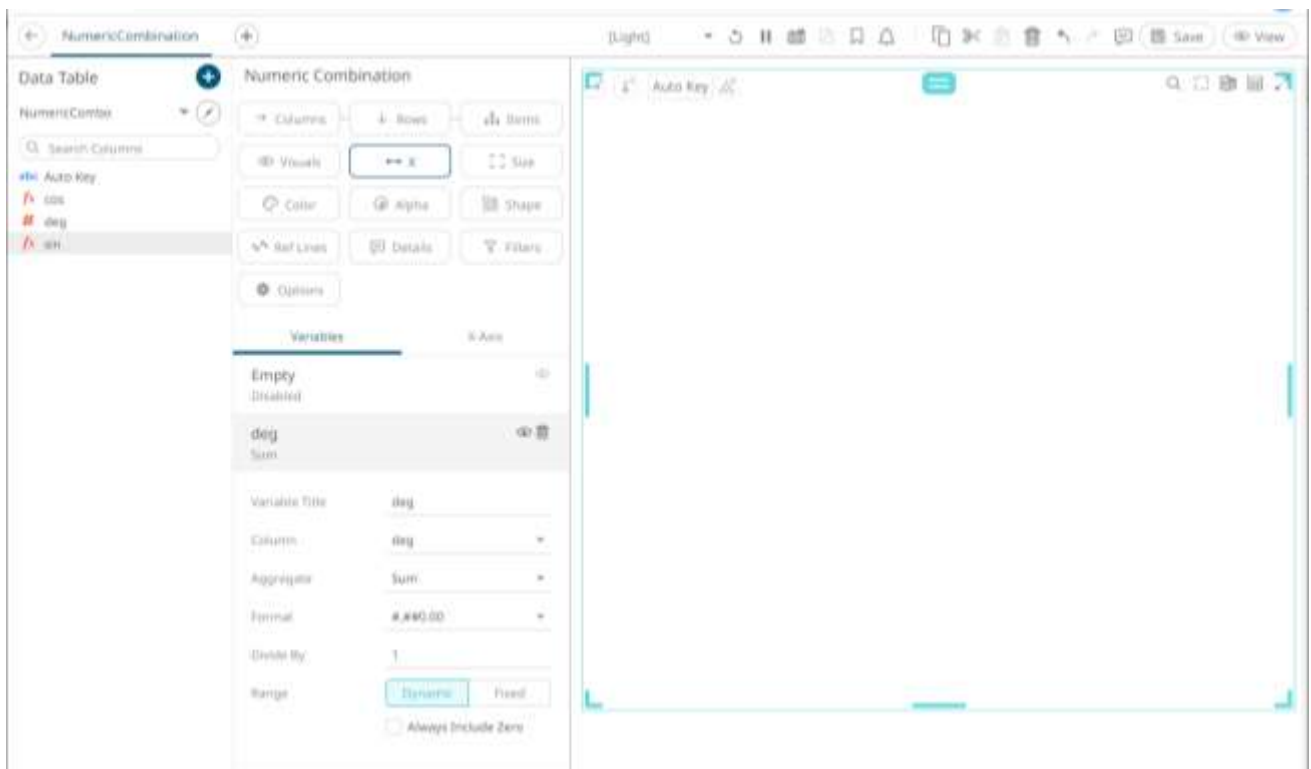 NumericCombination
[Light]
Save
View
Data Table
NumericCombo
Search Columns
Auto Key
cos
deg
sin
Numeric Combination
Columns
Rows
Items
Visuals
X
Size
Color
Alpha
Shape
Ref Lines
Details
Filters
Options
Variables
X-Axis
Empty
Disabled
deg
Sum
Variable Title deg
Column deg
Aggregate Sum
Format #,##0.00
Divide By 1
Range Dynamic Fixed
Always Include Zero
Auto Key